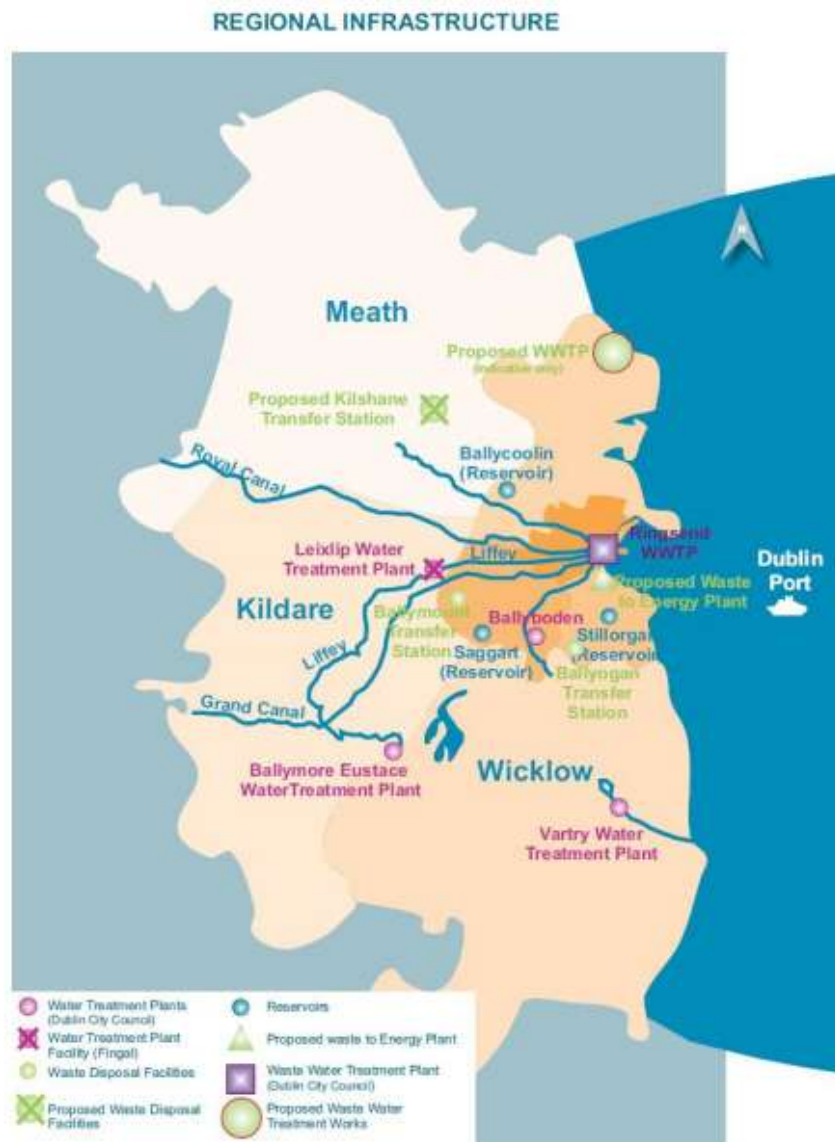 REGIONAL INFRASTRUCTURE
N
Meath
Proposed WWTP
(indicative only)
Proposed Kilshane
Transfer Station
Royal Canal
Ballycoolin
(Reservoir)
Ringsend
WWTP
Leixlip Water
Treatment Plant
Liffey
Dublin
Port
Proposed Waste
to Energy Plant
Kildare
Ballymount
Transfer
Station
Ballyboden
Stillorgan
(Reservoir)
Saggart
(Reservoir)
Liffey
Ballyogan
Transfer
Station
Grand Canal
Ballymore Eustace
WaterTreatment Plant
Wicklow
Vartry Water
Treatment Plant
Water Treatment Plants
(Dublin City Council)
Water Treatment Plant
Facility (Fingal)
Waste Disposal Facilities
Proposed Waste Disposal
Facilities
Reservoirs
Proposed waste to Energy Plant
Waste Water Treatment Plant
(Dublin City Council)
Proposed Waste Water
Treatment Works